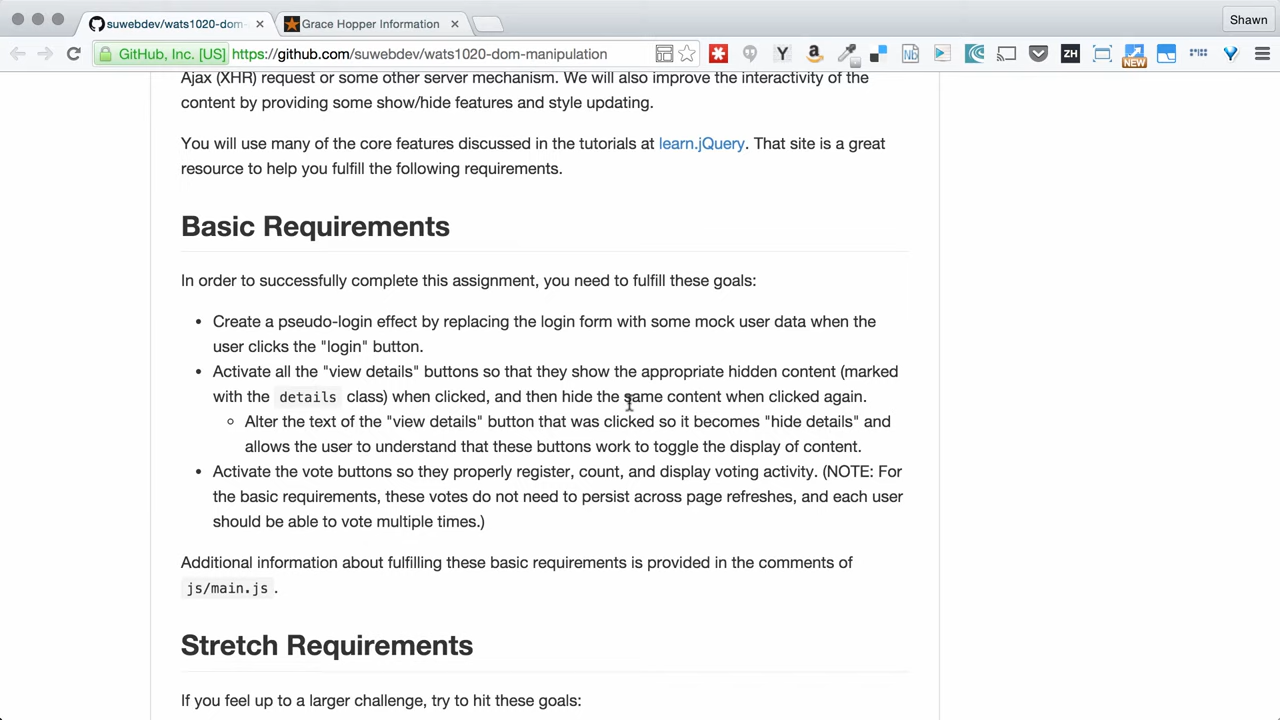 suwebdev/wats1020-dom-
Grace Hopper Information
Shawn
GitHub, Inc. [US]
https://github.com/suwebdev/wats1020-dom-manipulation
Y
a
Nb
ZH
NEW
Ajax (XHR) request or some other server mechanism. We will also improve the interactivity of the
content by providing some show/hide features and style updating.
You will use many of the core features discussed in the tutorials at learn.jQuery. That site is a great
resource to help you fulfill the following requirements.
Basic Requirements
In order to successfully complete this assignment, you need to fulfill these goals:
• Create a pseudo-login effect by replacing the login form with some mock user data when the
user clicks the "login" button.
• Activate all the "view details" buttons so that they show the appropriate hidden content (marked
with the details class) when clicked, and then hide the same content when clicked again.
Alter the text of the "view details" button that was clicked so it becomes "hide details" and
allows the user to understand that these buttons work to toggle the display of content.
• Activate the vote buttons so they properly register, count, and display voting activity. (NOTE: For
the basic requirements, these votes do not need to persist across page refreshes, and each user
should be able to vote multiple times.)
Additional information about fulfilling these basic requirements is provided in the comments of
js/main.js .
Stretch Requirements
If you feel up to a larger challenge, try to hit these goals: